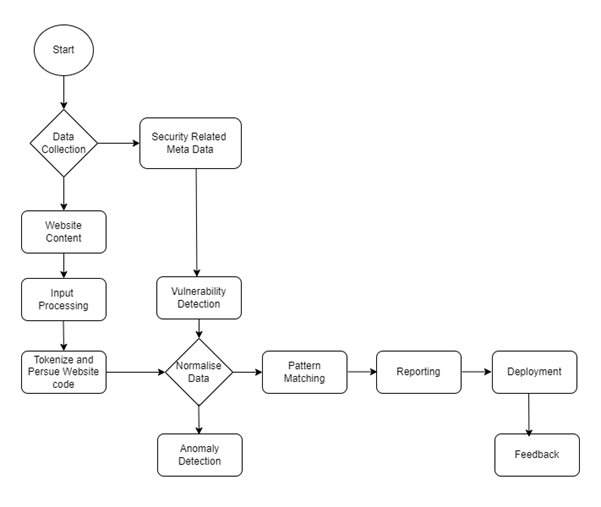 Start
Data
Collection
Security Related
Meta Data
Website
Content
Input
Processing
Vulnerability
Detection
Tokenize and
Persue Website
code
Normalise
Data
Pattern
Matching
Reporting
Deployment
Anomaly
Detection
Feedback